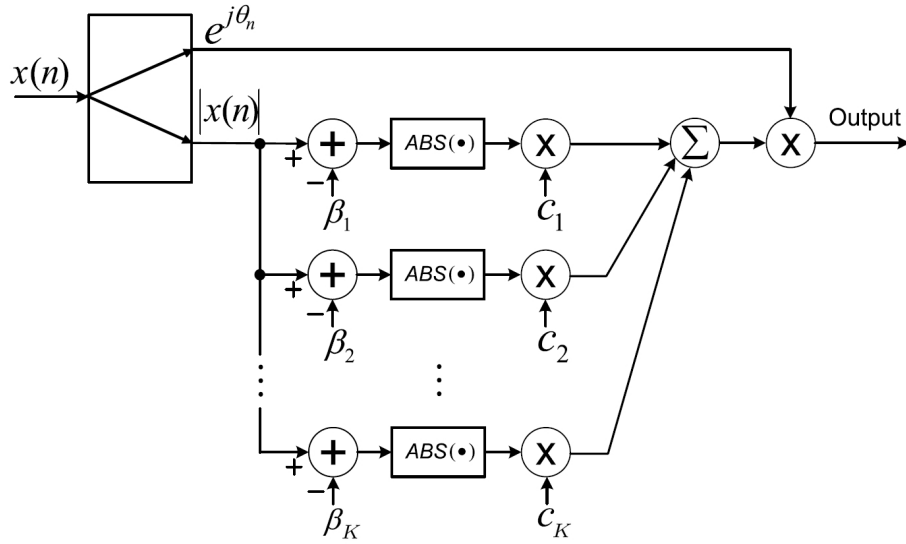 e^{jθ_n}
x(n)
|x(n)|
Output
+ + ABS(•) X Σ X
−
β_1 c_1
+ + ABS(•) X
−
β_2 c_2
⋮ ⋮
+ + ABS(•) X
−
β_K c_K